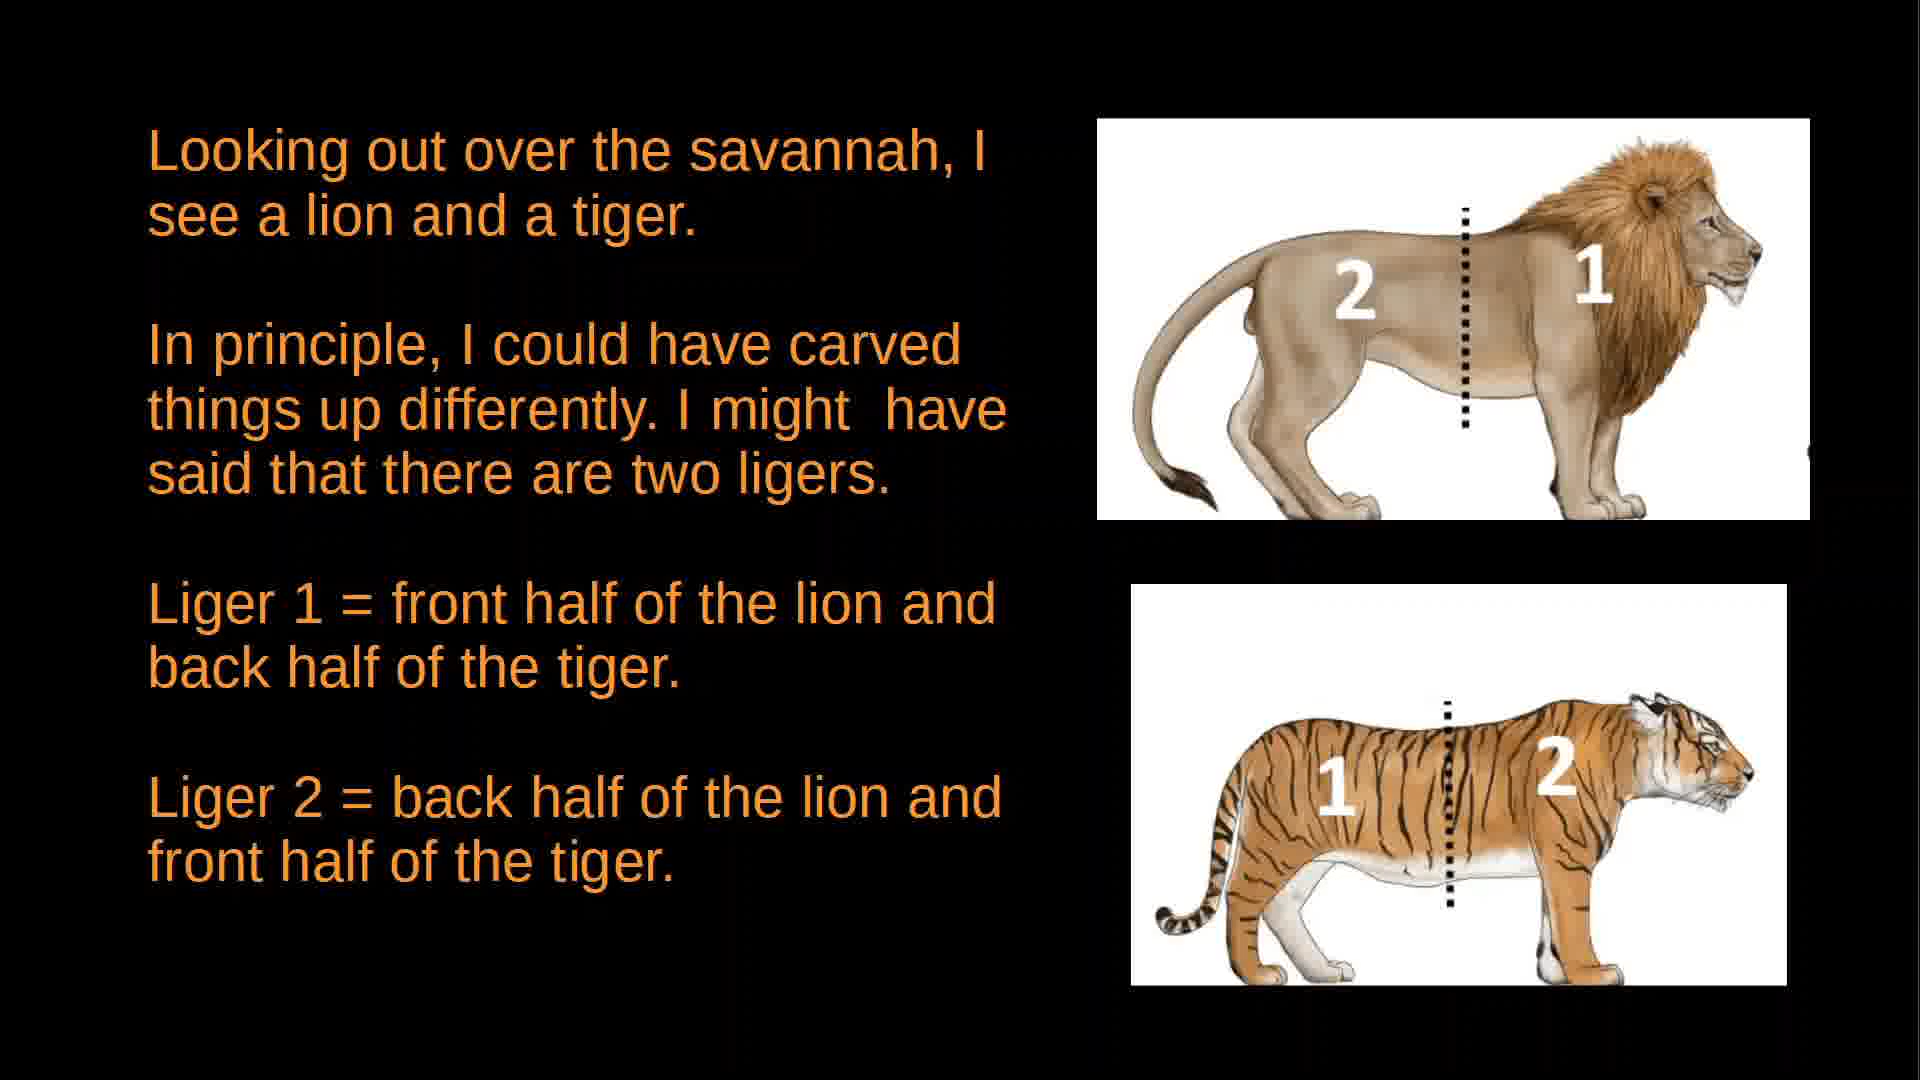 Looking out over the savannah, I
see a lion and a tiger.
In principle, I could have carved
things up differently. I might  have
said that there are two ligers.
Liger 1 = front half of the lion and
back half of the tiger.
Liger 2 = back half of the lion and
front half of the tiger.
2 1
1 2